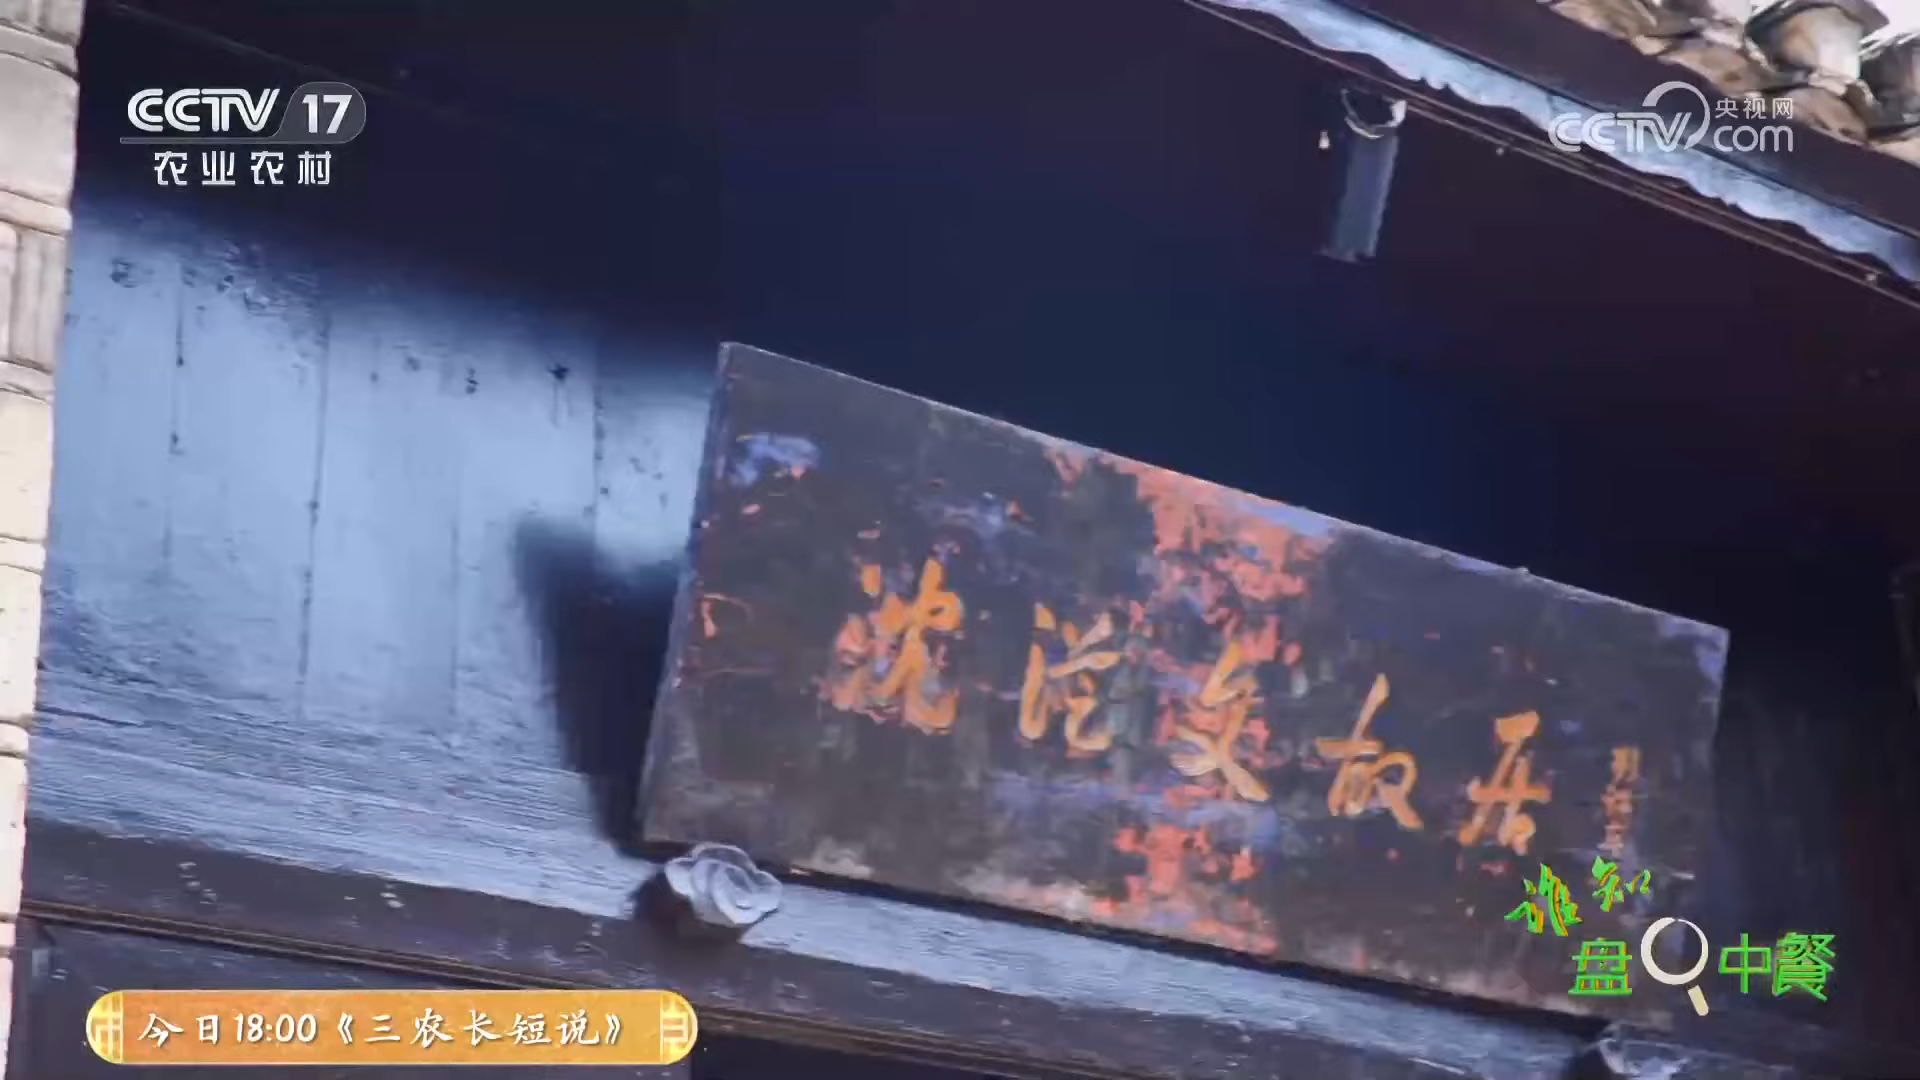 CCTV 17
农业农村
央视网
CCTV com
沈从文故居
谁知
盘中餐
今日18:00《三农长短说》